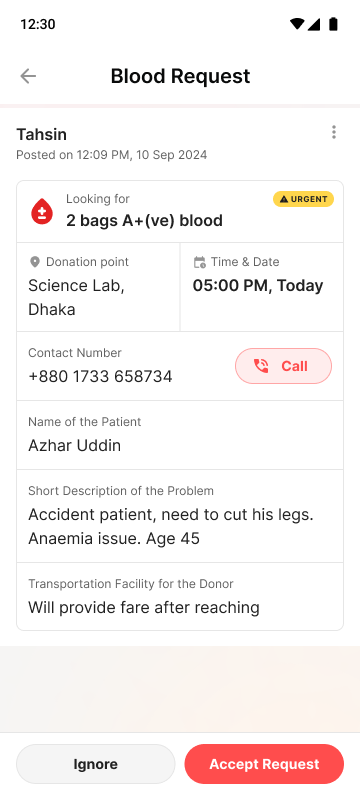 12:30
Blood Request
Tahsin
Posted on 12:09 PM, 10 Sep 2024
Looking for
URGENT
2 bags A+(ve) blood
Donation point
Science Lab,
Dhaka
Time & Date
05:00 PM, Today
Contact Number
+880 1733 658734
Call
Name of the Patient
Azhar Uddin
Short Description of the Problem
Accident patient, need to cut his legs.
Anaemia issue. Age 45
Transportation Facility for the Donor
Will provide fare after reaching
Ignore
Accept Request